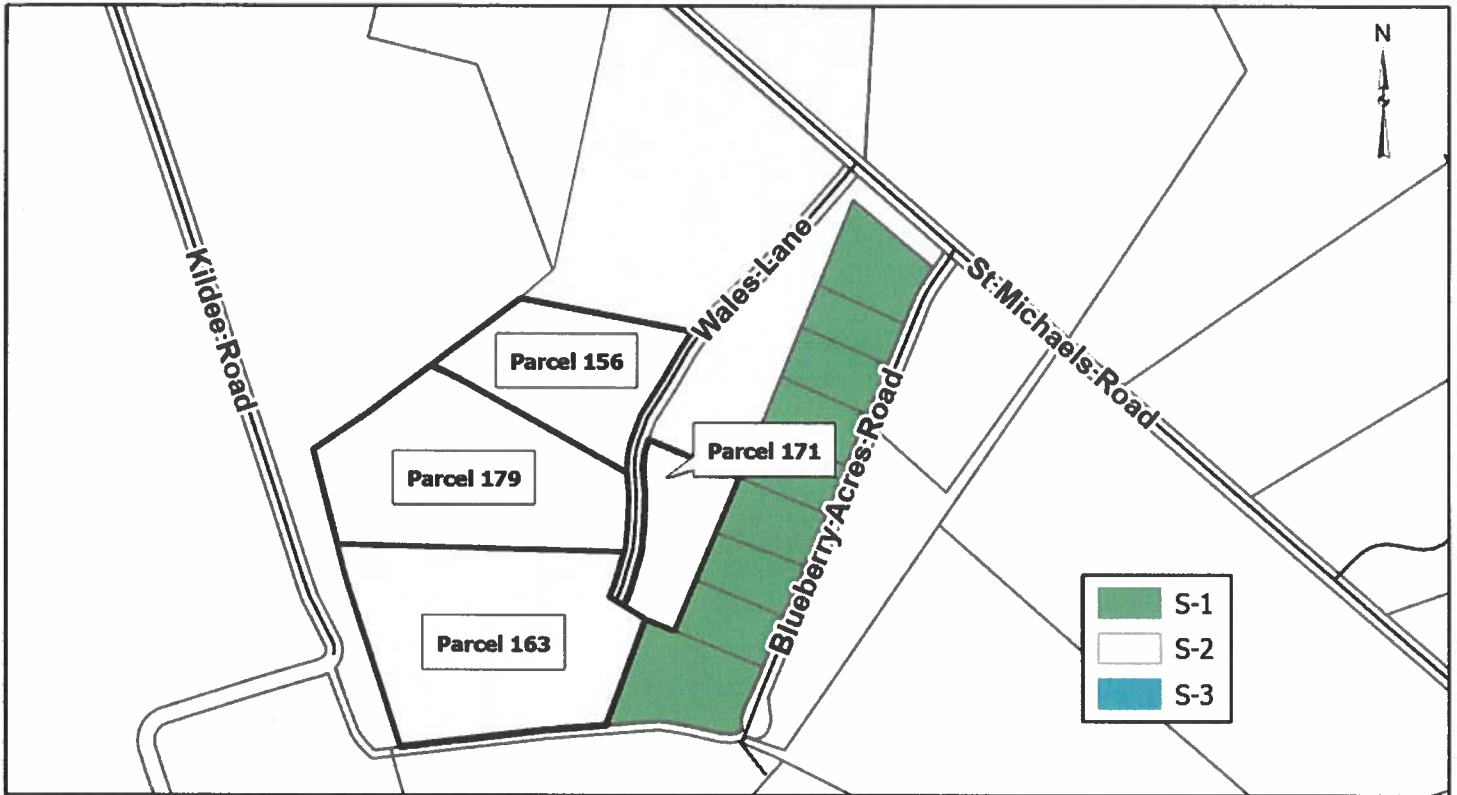 N
Kildee Road
Wales Lane
St Michaels Road
Parcel 156
Parcel 171
Parcel 179
Blueberry Acres Road
Parcel 163
S-1
S-2
S-3